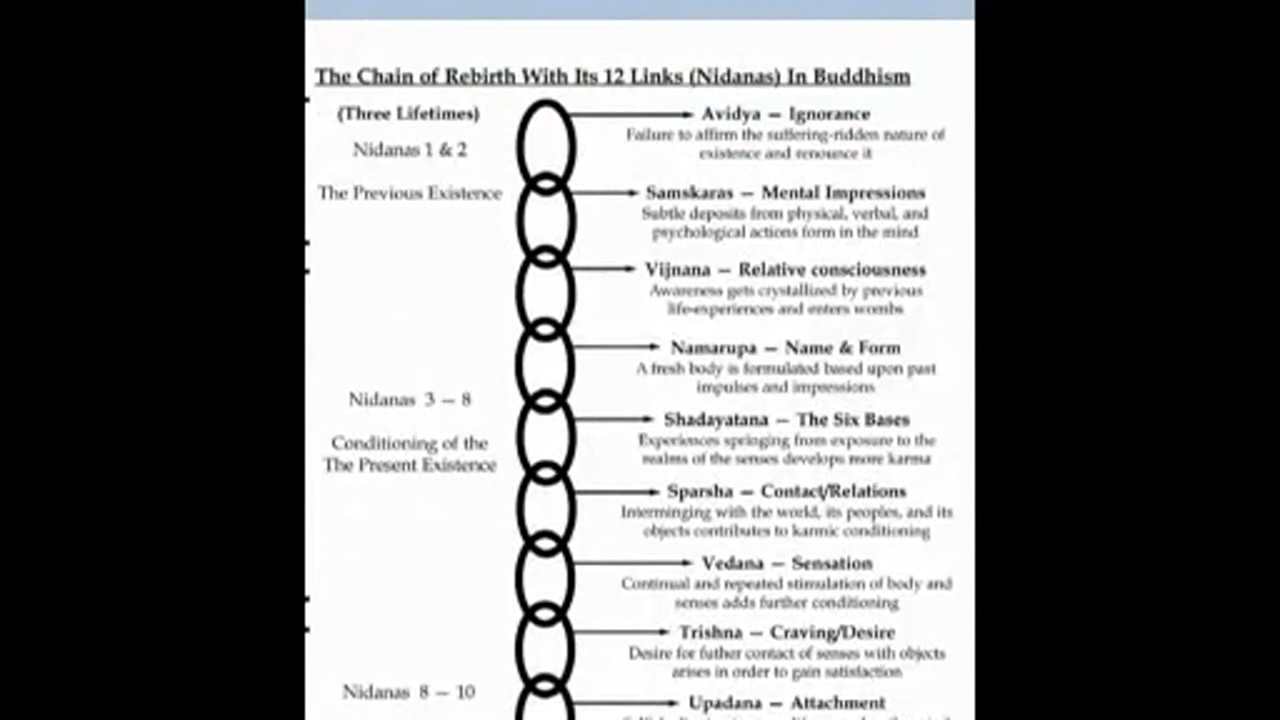 The Chain of Rebirth With Its 12 Links (Nidanas) In Buddhism
(Three Lifetimes)
Nidanas 1 & 2
The Previous Existence
Avidya – Ignorance
Failure to affirm the suffering-ridden nature of
existence and renounce it
Samskaras – Mental Impressions
Subtle deposits from physical, verbal, and
psychological actions form in the mind
Vijnana – Relative consciousness
Awareness gets crystallized by previous
life-experiences and enters wombs
Namarupa – Name & Form
A fresh body is formulated based upon past
impulses and impressions
Nidanas 3 – 8
Conditioning of the
The Present Existence
Shadayatana – The Six Bases
Experiences springing from exposure to the
realms of the senses develops more karma
Sparsha – Contact/Relations
Interminging with the world, its peoples, and its
objects contributes to karmic conditioning
Vedana – Sensation
Continual and repeated stimulation of body and
senses adds further conditioning
Trishna – Craving/Desire
Desire for futher contact of senses with objects
arises in order to gain satisfaction
Nidanas 8 – 10
Upadana – Attachment